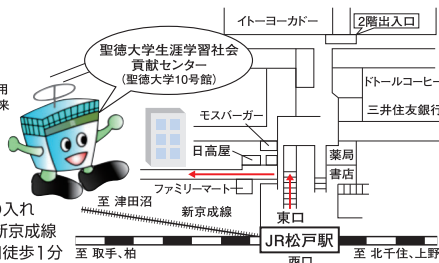 イトーヨーカドー
2階出入口
聖徳大学生涯学習社会
貢献センター
(聖徳大学10号館)
用
来
ドトールコーヒー
三井住友銀行
モスバーガー
日高屋
薬局
書店
ファミリーマート
至 津田沼
新京成線
東口
入れ
新京成線
徒歩1分
JR松戸駅
至 取手、柏
至 北千住、上野
西口